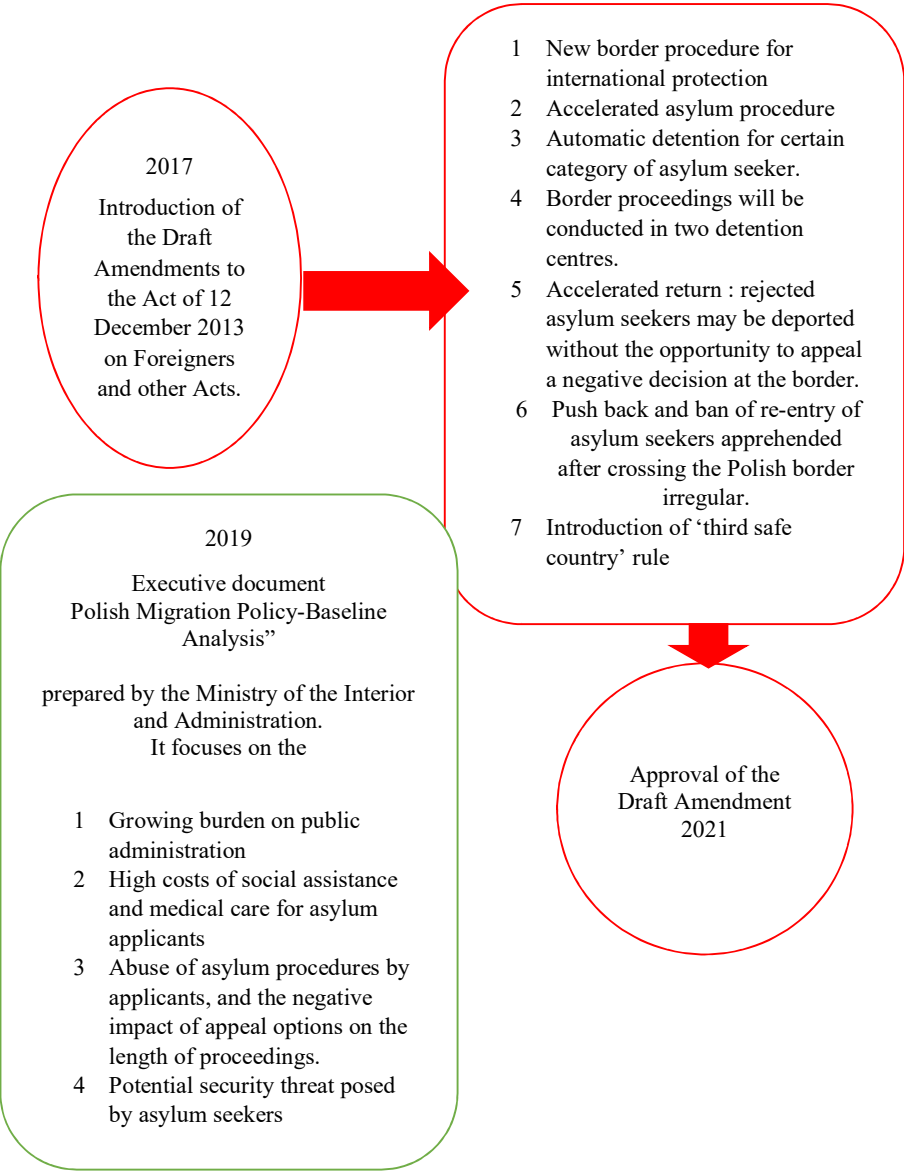 2017
Introduction of
the Draft
Amendments to
the Act of 12
December 2013
on Foreigners
and other Acts.
1 New border procedure for
international protection
2 Accelerated asylum procedure
3 Automatic detention for certain
category of asylum seeker.
4 Border proceedings will be
conducted in two detention
centres.
5 Accelerated return : rejected
asylum seekers may be deported
without the opportunity to appeal
a negative decision at the border.
6 Push back and ban of re-entry of
asylum seekers apprehended
after crossing the Polish border
irregular.
7 Introduction of ‘third safe
country’ rule
2019
Executive document
Polish Migration Policy-Baseline
Analysis”
prepared by the Ministry of the Interior
and Administration.
It focuses on the
1 Growing burden on public
administration
2 High costs of social assistance
and medical care for asylum
applicants
3 Abuse of asylum procedures by
applicants, and the negative
impact of appeal options on the
length of proceedings.
4 Potential security threat posed
by asylum seekers
Approval of the
Draft Amendment
2021